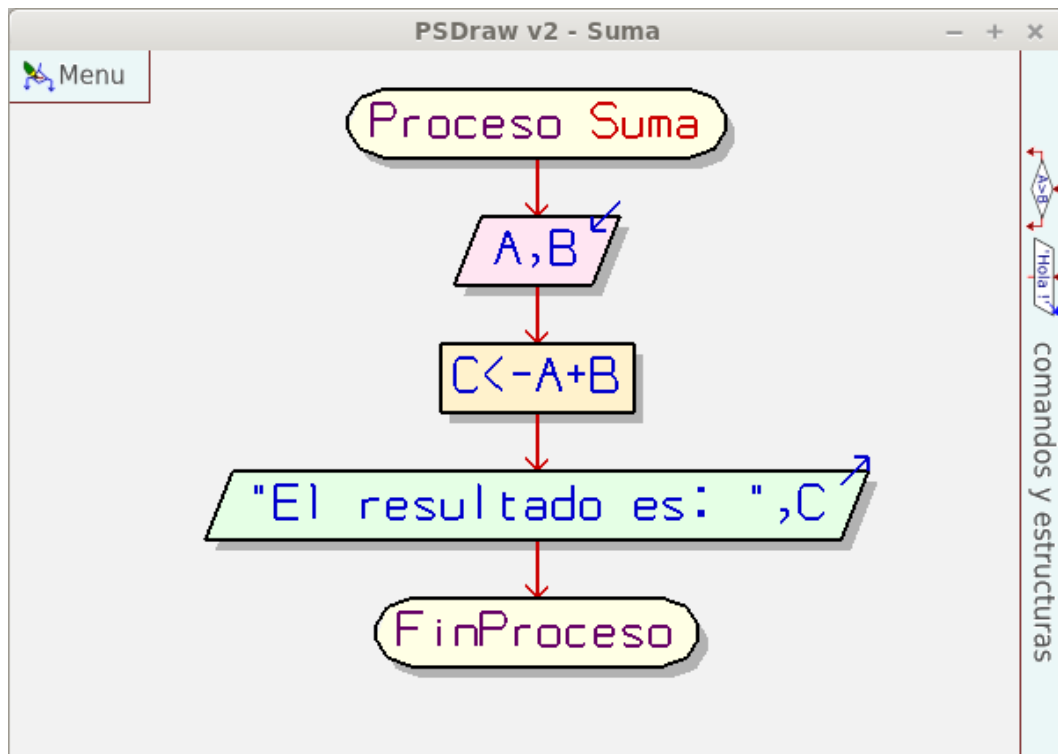 PSDraw v2 - Suma
Menu
Proceso Suma
A,B
C<-A+B
"El resultado es: ",C
FinProceso
A>B
"Hola !"
comandos y estructuras